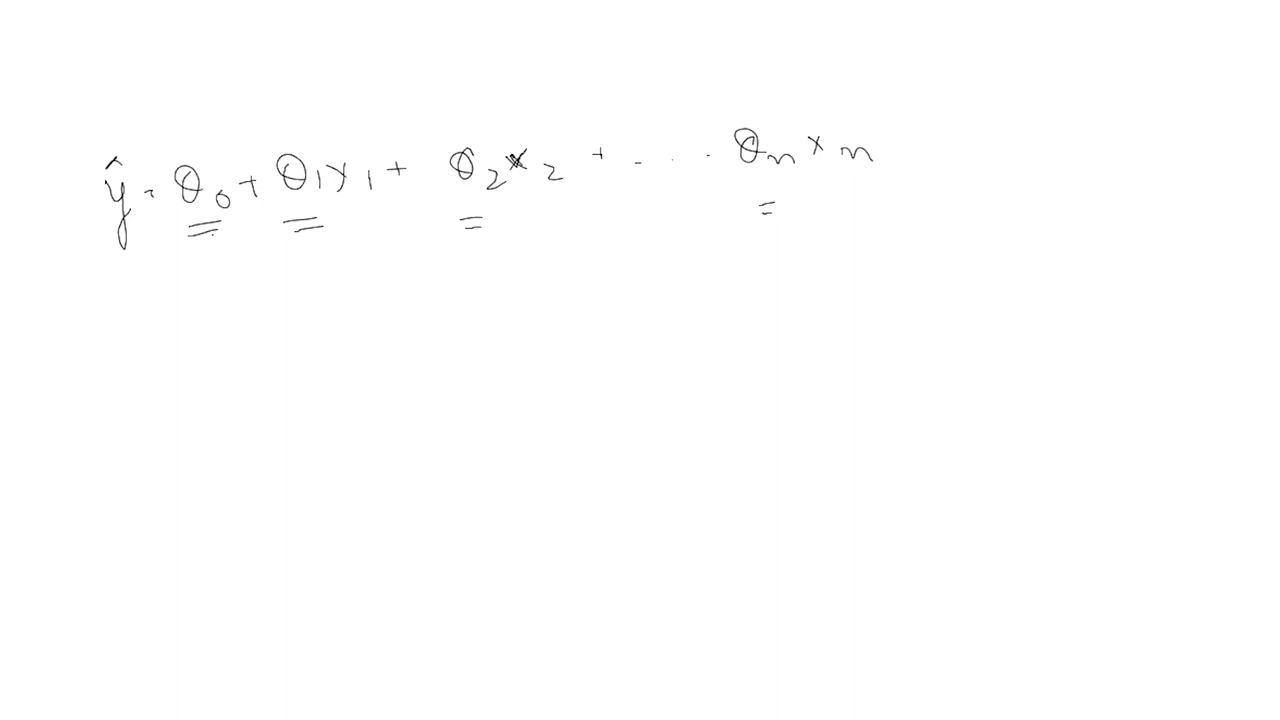 ŷ = θ₀ + θ₁x₁ + θ₂x₂ + .... θₙxₙ